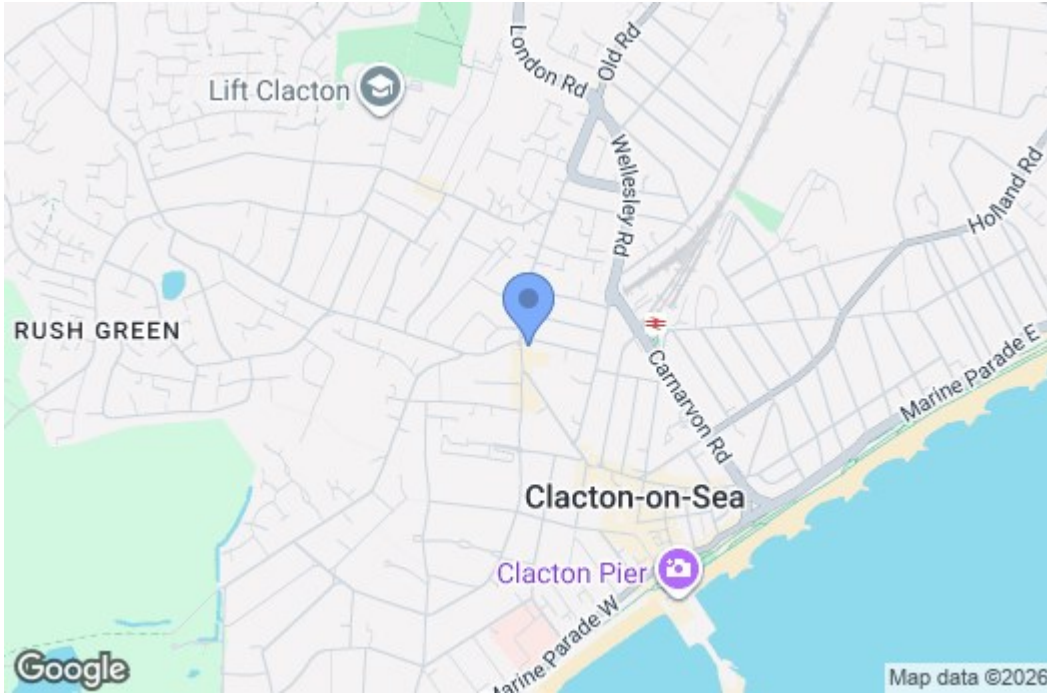 London Rd
Old Rd
Lift Clacton
Wellesley Rd
Holland Rd
RUSH GREEN
Carnarvon Rd
Marine Parade E
Clacton-on-Sea
Clacton Pier
Marine Parade W
Google
Map data ©2026